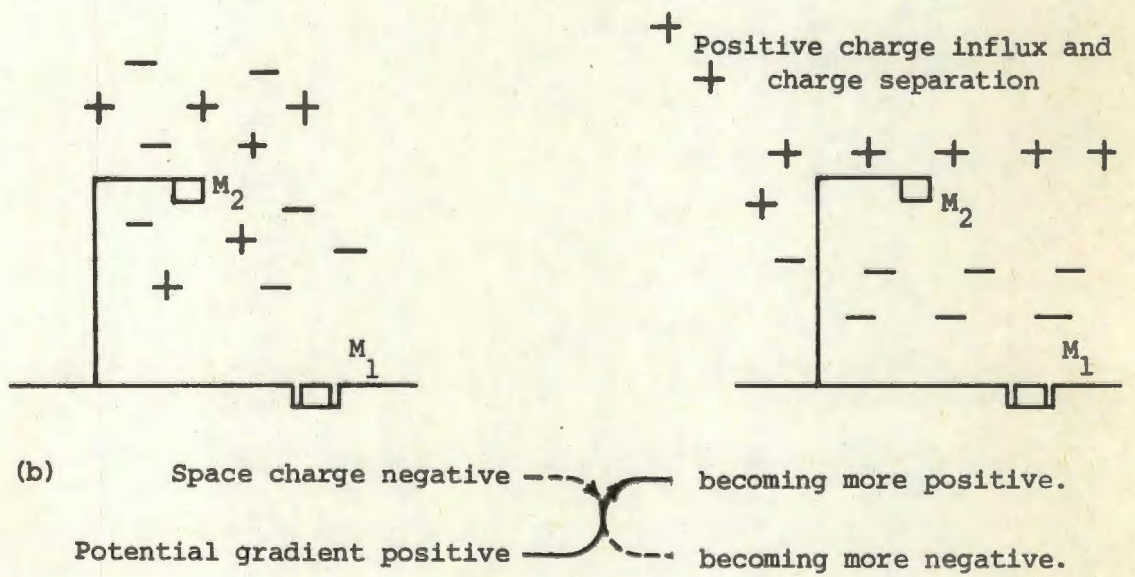 Positive charge influx and
charge separation
M2
M1
M2
M1
(b) Space charge negative becoming more positive.
Potential gradient positive becoming more negative.